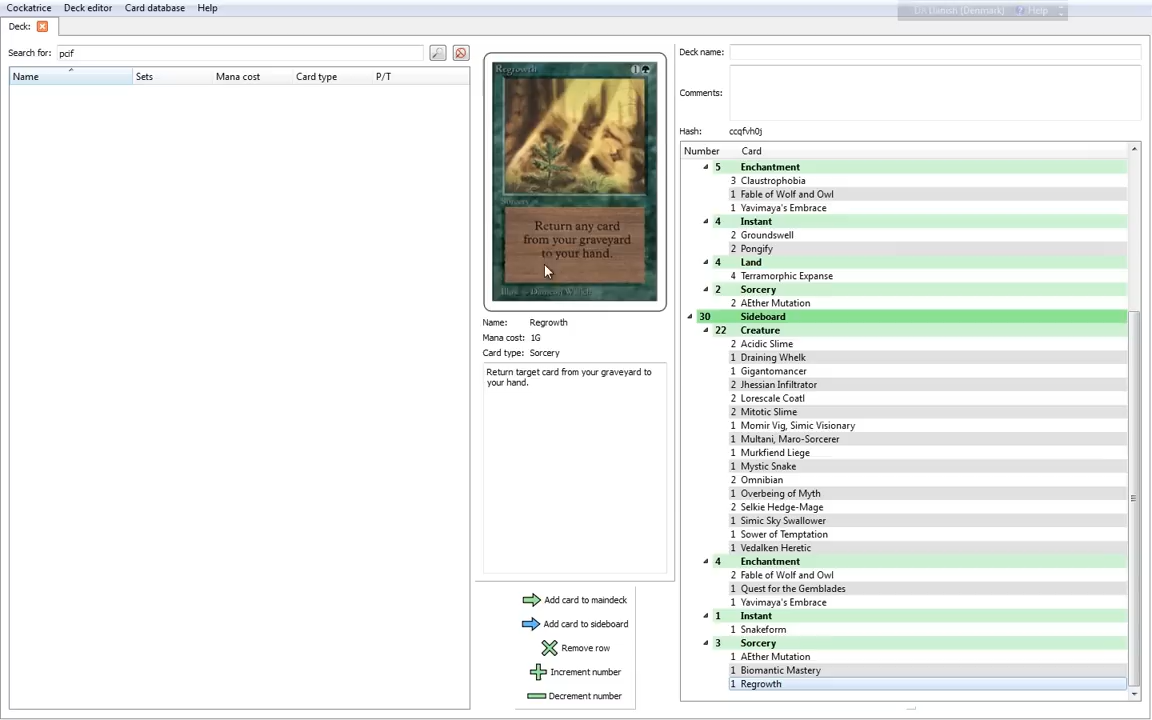 Cockatrice Deck editor Card database Help
DA Danish (Denmark) Help
Deck:
Search for: pcif
Name Sets Mana cost Card type P/T
Regrowth
Sorcery
Return any card
from your graveyard
to your hand.
Illus.
Name: Regrowth
Mana cost: 1G
Card type: Sorcery
Return target card from your graveyard to
your hand.
Add card to maindeck
Add card to sideboard
Remove row
Increment number
Decrement number
Deck name:
Comments:
Hash: ccqfvh0j
Number Card
5 Enchantment
3 Claustrophobia
1 Fable of Wolf and Owl
1 Yavimaya's Embrace
4 Instant
2 Groundswell
2 Pongify
4 Land
4 Terramorphic Expanse
2 Sorcery
2 AEther Mutation
30 Sideboard
22 Creature
2 Acidic Slime
1 Draining Whelk
1 Gigantomancer
2 Jhessian Infiltrator
2 Lorescale Coatl
2 Mitotic Slime
1 Momir Vig, Simic Visionary
1 Multani, Maro-Sorcerer
1 Murkfiend Liege
1 Mystic Snake
2 Omnibian
1 Overbeing of Myth
2 Selkie Hedge-Mage
1 Simic Sky Swallower
1 Sower of Temptation
1 Vedalken Heretic
4 Enchantment
2 Fable of Wolf and Owl
1 Quest for the Gemblades
1 Yavimaya's Embrace
1 Instant
1 Snakeform
3 Sorcery
1 AEther Mutation
1 Biomantic Mastery
1 Regrowth